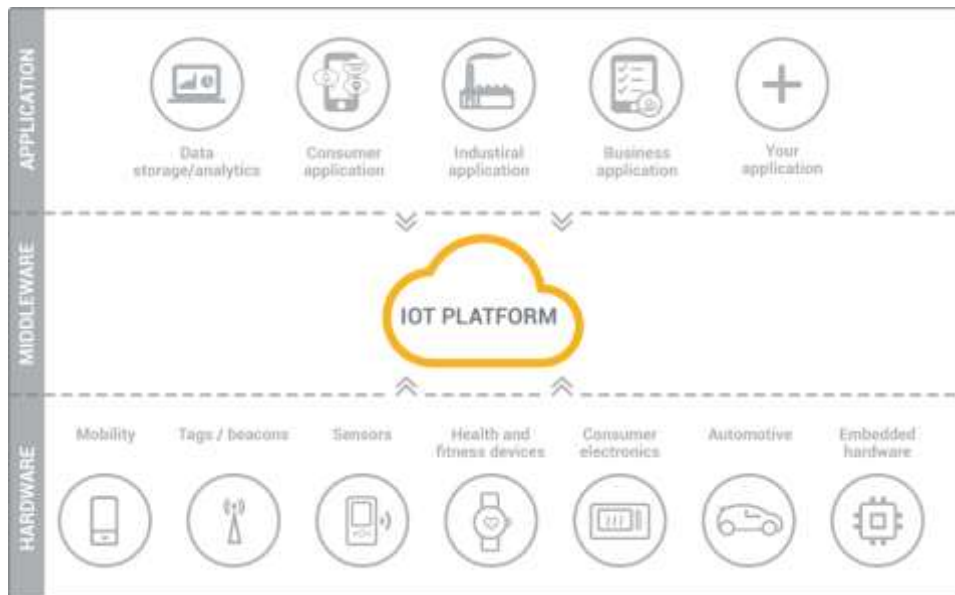 APPLICATION
Data
storage/analytics
Consumer
application
Industiral
application
Business
application
Your
application
MIDDLEWARE
IOT PLATFORM
HARDWARE
Mobility
Tags / beacons
Sensors
Health and
fitness devices
Consumer
electronics
Automotive
Embedded
hardware